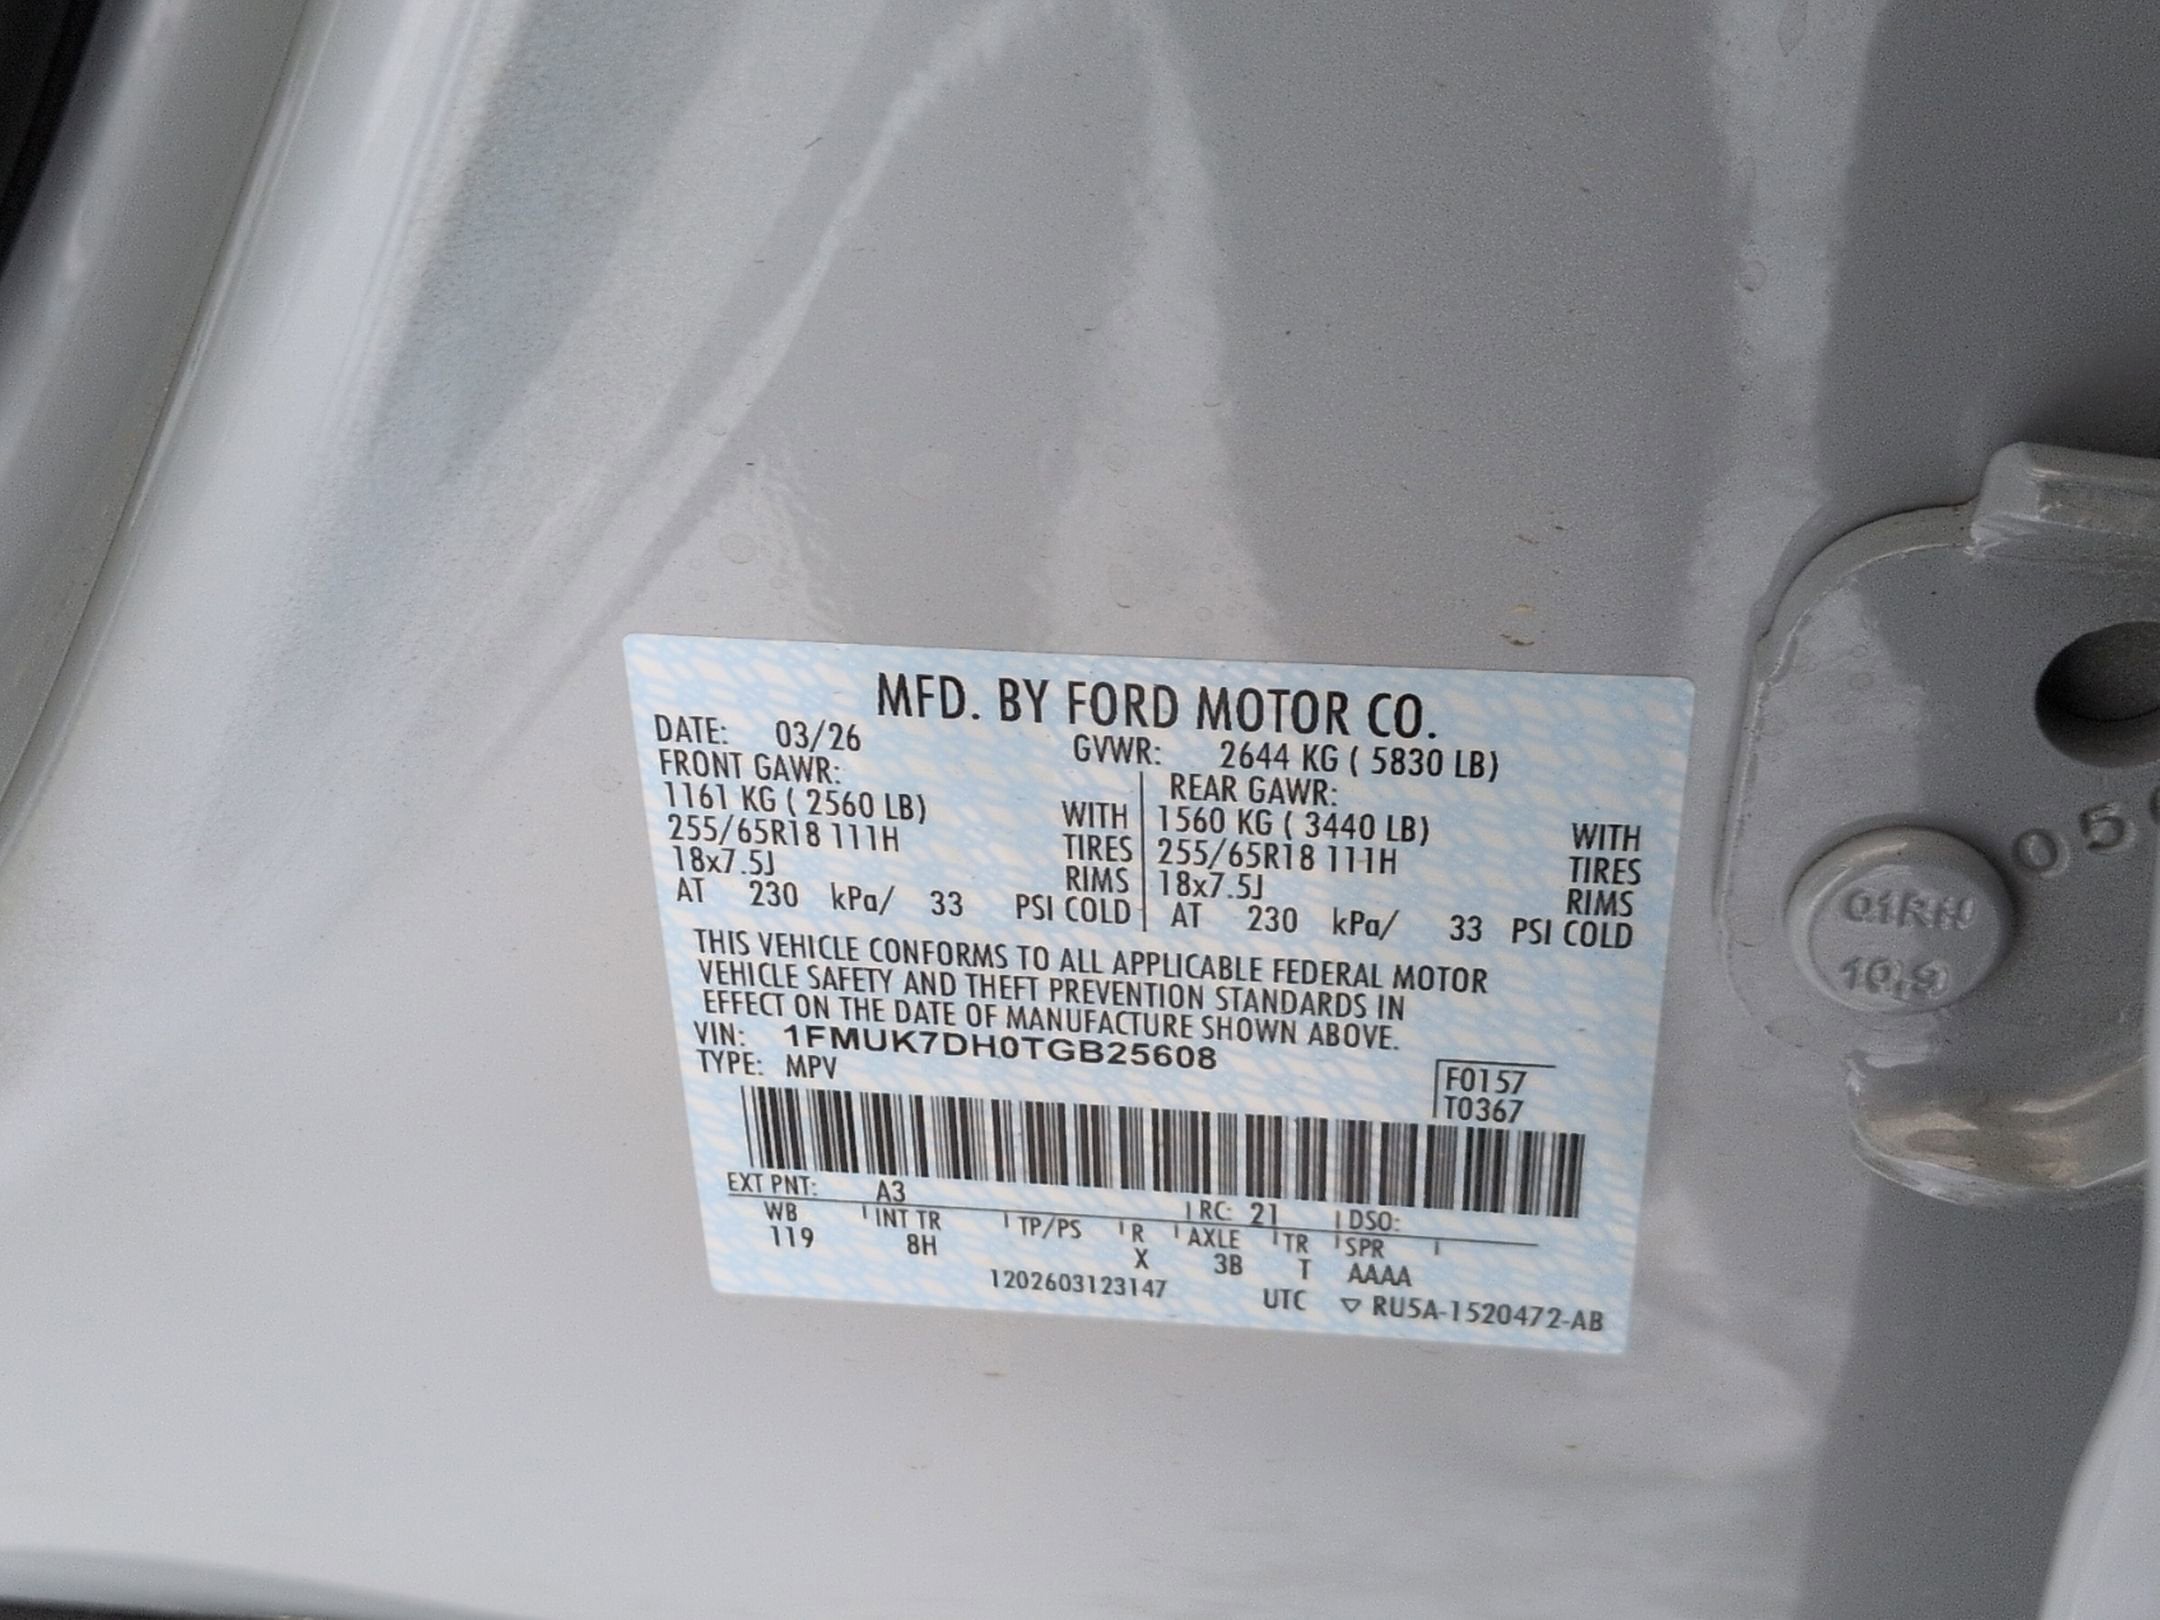 MFD. BY FORD MOTOR CO.
DATE: 03/26 GVWR: 2644 KG ( 5830 LB)
FRONT GAWR: REAR GAWR:
1161 KG ( 2560 LB) WITH 1560 KG ( 3440 LB) WITH
255/65R18 111H TIRES 255/65R18 111H TIRES
18x7.5J RIMS 18x7.5J RIMS
AT 230 kPa/ 33 PSI COLD AT 230 kPa/ 33 PSI COLD
THIS VEHICLE CONFORMS TO ALL APPLICABLE FEDERAL MOTOR
VEHICLE SAFETY AND THEFT PREVENTION STANDARDS IN
EFFECT ON THE DATE OF MANUFACTURE SHOWN ABOVE.
VIN: 1FMUK7DH0TGB25608
TYPE: MPV
F0157
T0367
EXT PNT: A3 RC: 21 DSO:
WB INT TR TP/PS R AXLE TR SPR
119 8H X 3B T AAAA
1202603123147 UTC ▽ RU5A-1520472-AB
01RH
10.9